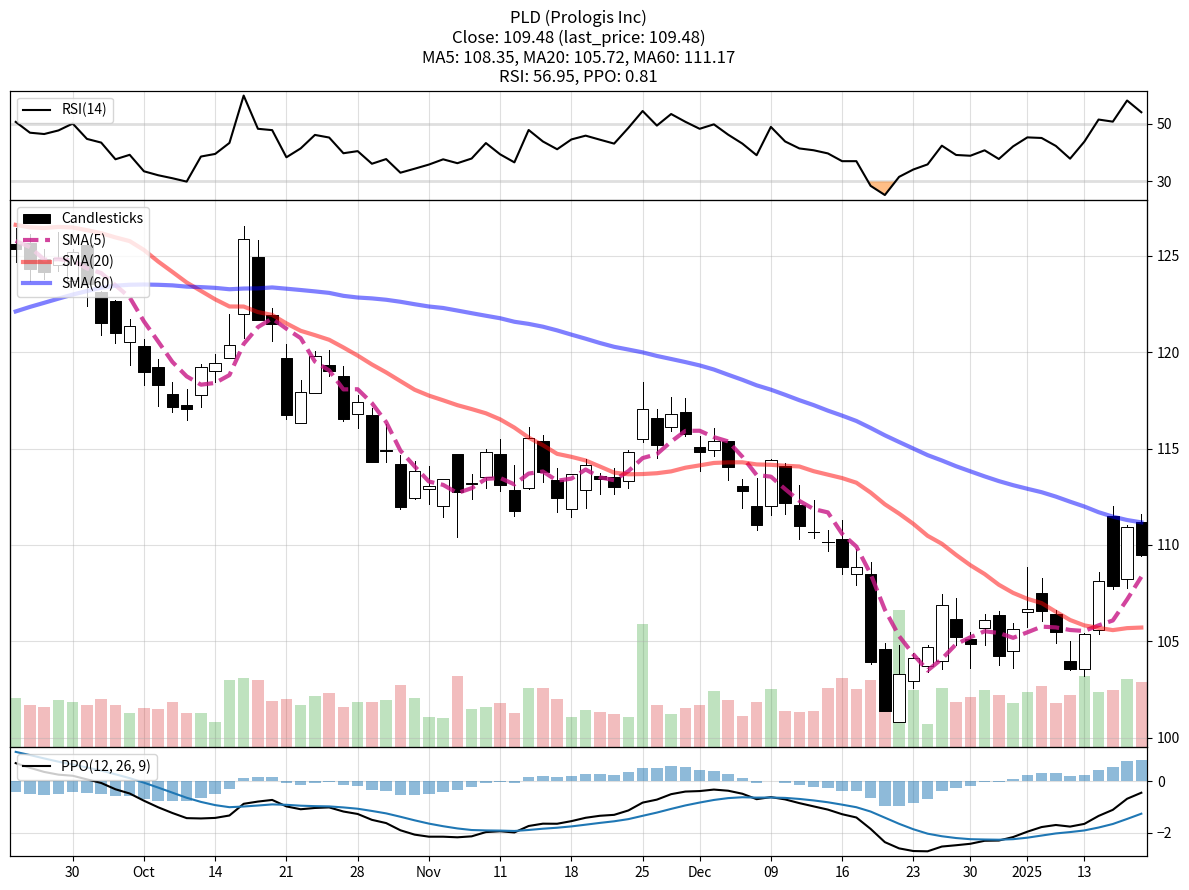 PLD (Prologis Inc)
Close: 109.48 (last_price: 109.48)
MA5: 108.35, MA20: 105.72, MA60: 111.17
RSI: 56.95, PPO: 0.81
RSI(14)
50
30
Candlesticks
SMA(5)
SMA(20)
SMA(60)
125
120
115
110
105
100
PPO(12, 26, 9)
0
−2
30 Oct 14 21 28 Nov 11 18 25 Dec 09 16 23 30 2025 13